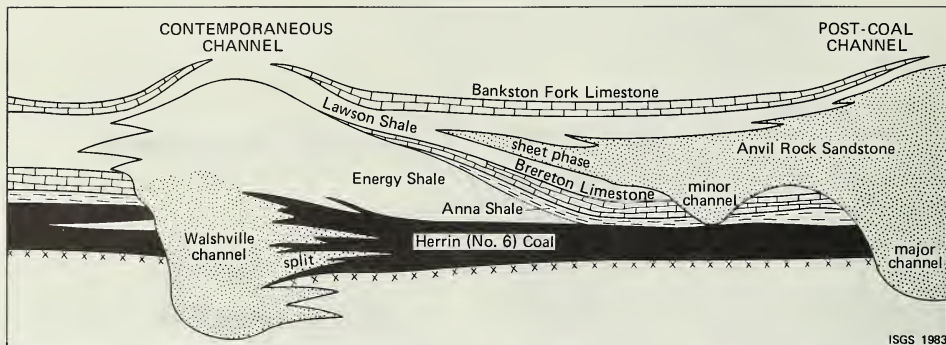 CONTEMPORANEOUS
CHANNEL
POST-COAL
CHANNEL
Bankston Fork Limestone
Lawson Shale
sheet phase
Anvil Rock Sandstone
Brereton Limestone
Energy Shale
minor
channel
Anna Shale
Walshville
channel
Herrin (No. 6) Coal
split
major
channel
x x x x x x x x x x x x x x x x x x x x x x x x x x x x x x x x x x x x x
ISGS 1983